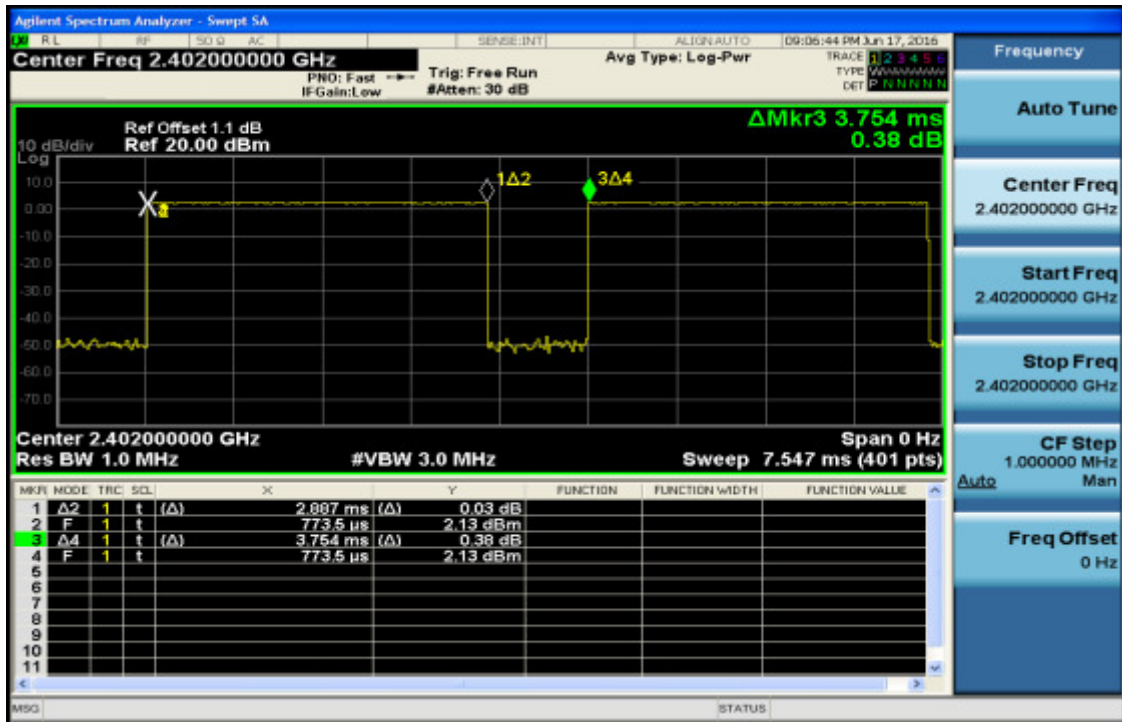 Agilent Spectrum Analyzer - Swept SA
RL RF 50 Ω AC SENSE:INT ALIGN AUTO 09:06:44 PM Jun 17, 2016
Center Freq 2.402000000 GHz
PNO: Fast
IFGain:Low
Trig: Free Run
#Atten: 30 dB
Avg Type: Log-Pwr
TRACE 1 2 3 4 5 6
TYPE
DET P N N N N N
ΔMkr3 3.754 ms
0.38 dB
Ref Offset 1.1 dB
10 dB/div Ref 20.00 dBm
Log
10.0
0.00
-10.0
-20.0
-30.0
-40.0
-50.0
-60.0
-70.0
X
1Δ2
3Δ4
Center 2.402000000 GHz Span 0 Hz
Res BW 1.0 MHz #VBW 3.0 MHz Sweep 7.547 ms (401 pts)
MKR MODE TRC SCL X Y FUNCTION FUNCTION WIDTH FUNCTION VALUE
1 Δ2 1 t (Δ) 2.887 ms (Δ) 0.03 dB
2 F 1 t 773.5 µs 2.13 dBm
3 Δ4 1 t (Δ) 3.754 ms (Δ) 0.38 dB
4 F 1 t 773.5 µs 2.13 dBm
5
6
7
8
9
10
11
MSG STATUS
Frequency
Auto Tune
Center Freq
2.402000000 GHz
Start Freq
2.402000000 GHz
Stop Freq
2.402000000 GHz
CF Step
1.000000 MHz
Auto Man
Freq Offset
0 Hz